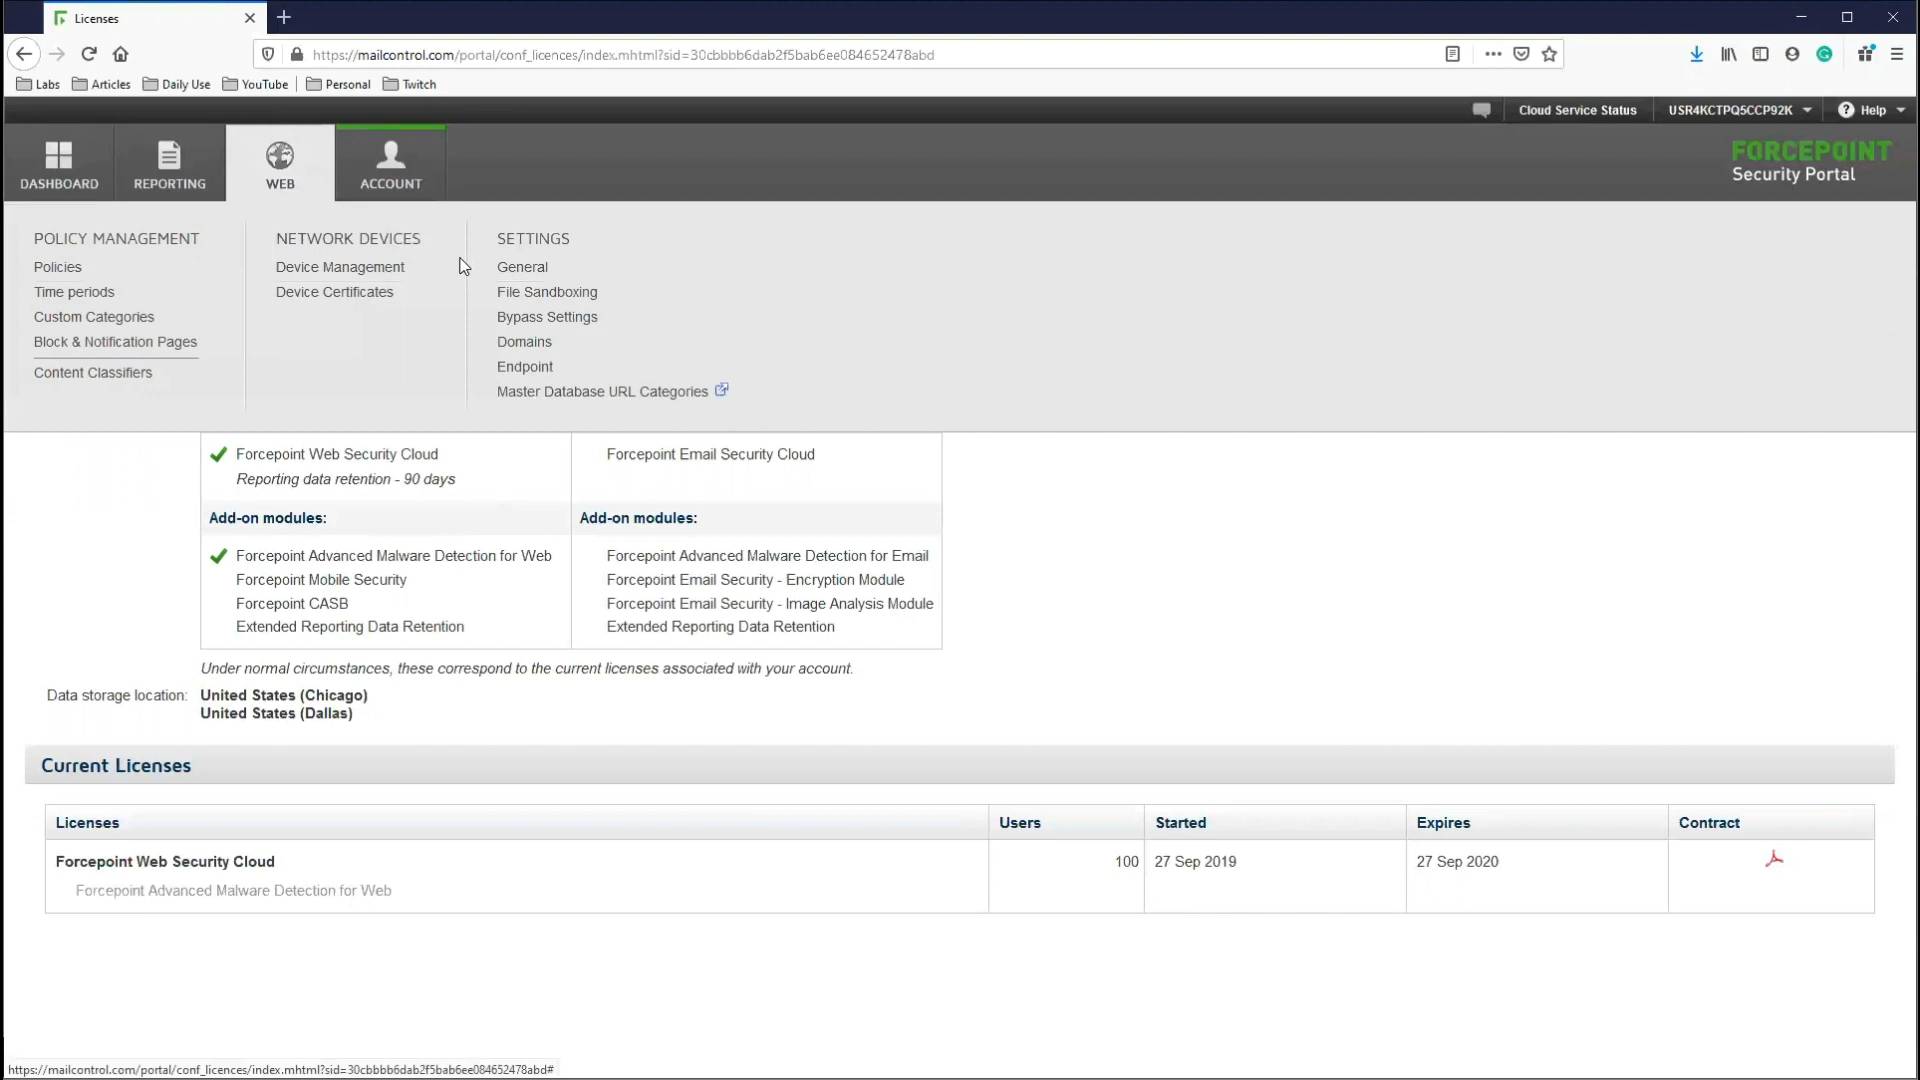 Licenses
https://mailcontrol.com/portal/conf_licences/index.mhtml?sid=30cbbbb6dab2f5bab6ee084652478abd
Labs Articles Daily Use YouTube Personal Twitch
Cloud Service Status USR4KCTPQ5CCP92K Help
DASHBOARD REPORTING WEB ACCOUNT
FORCEPOINT
Security Portal
POLICY MANAGEMENT
Policies
Time periods
Custom Categories
Block & Notification Pages
Content Classifiers
NETWORK DEVICES
Device Management
Device Certificates
SETTINGS
General
File Sandboxing
Bypass Settings
Domains
Endpoint
Master Database URL Categories
Forcepoint Web Security Cloud
Reporting data retention - 90 days
Add-on modules:
Forcepoint Advanced Malware Detection for Web
Forcepoint Mobile Security
Forcepoint CASB
Extended Reporting Data Retention
Forcepoint Email Security Cloud
Add-on modules:
Forcepoint Advanced Malware Detection for Email
Forcepoint Email Security - Encryption Module
Forcepoint Email Security - Image Analysis Module
Extended Reporting Data Retention
Under normal circumstances, these correspond to the current licenses associated with your account.
Data storage location: United States (Chicago)
United States (Dallas)
Current Licenses
Licenses Users Started Expires Contract
Forcepoint Web Security Cloud 100 27 Sep 2019 27 Sep 2020
Forcepoint Advanced Malware Detection for Web
https://mailcontrol.com/portal/conf_licences/index.mhtml?sid=30cbbbb6dab2f5bab6ee084652478abd#